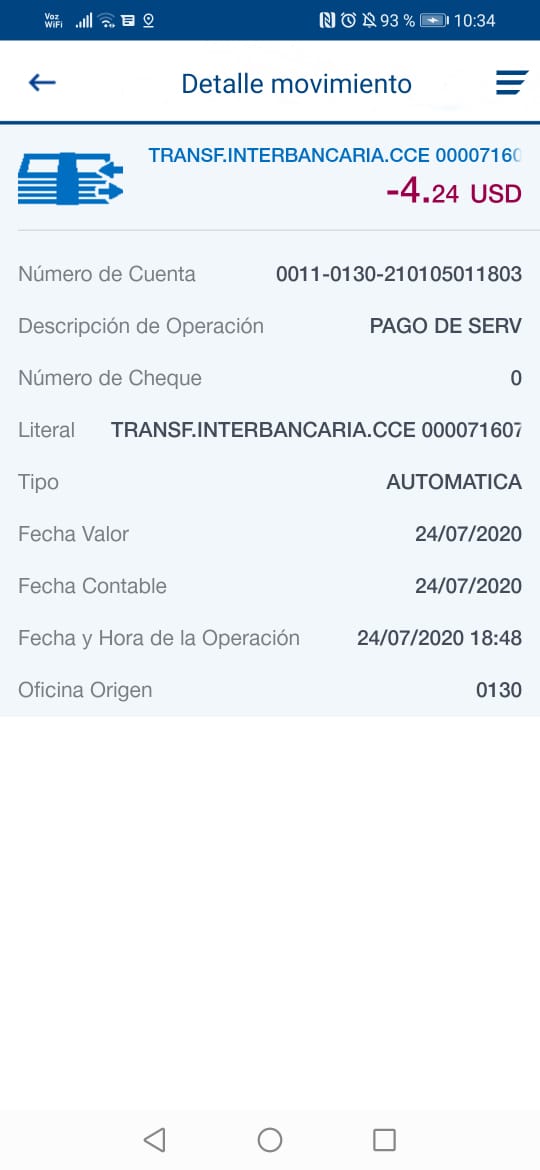 Voz WiFi 93 % 10:34
Detalle movimiento
TRANSF.INTERBANCARIA.CCE 00007160
-4.24 USD
Número de Cuenta 0011-0130-210105011803
Descripción de Operación PAGO DE SERV
Número de Cheque 0
Literal TRANSF.INTERBANCARIA.CCE 000071607
Tipo AUTOMATICA
Fecha Valor 24/07/2020
Fecha Contable 24/07/2020
Fecha y Hora de la Operación 24/07/2020 18:48
Oficina Origen 0130